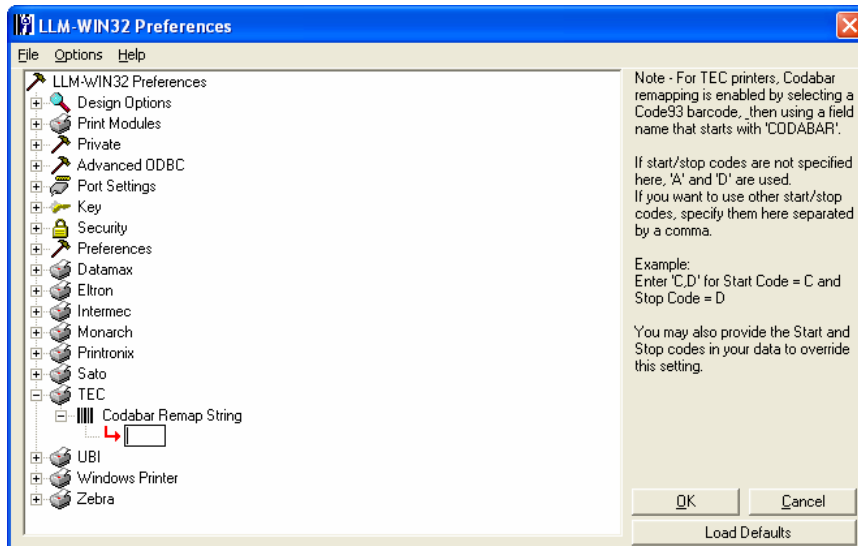 LLM-WIN32 Preferences
File Options Help
LLM-WIN32 Preferences
Design Options
Print Modules
Private
Advanced ODBC
Port Settings
Key
Security
Preferences
Datamax
Eltron
Intermec
Monarch
Printronix
Sato
TEC
Codabar Remap String
UBI
Windows Printer
Zebra
Note - For TEC printers, Codabar
remapping is enabled by selecting a
Code93 barcode, _then using a field
name that starts with 'CODABAR'.
If start/stop codes are not specified
here, 'A' and 'D' are used.
If you want to use other start/stop
codes, specify them here separated
by a comma.
Example:
Enter 'C,D' for Start Code = C and
Stop Code = D
You may also provide the Start and
Stop codes in your data to override
this setting.
OK Cancel
Load Defaults